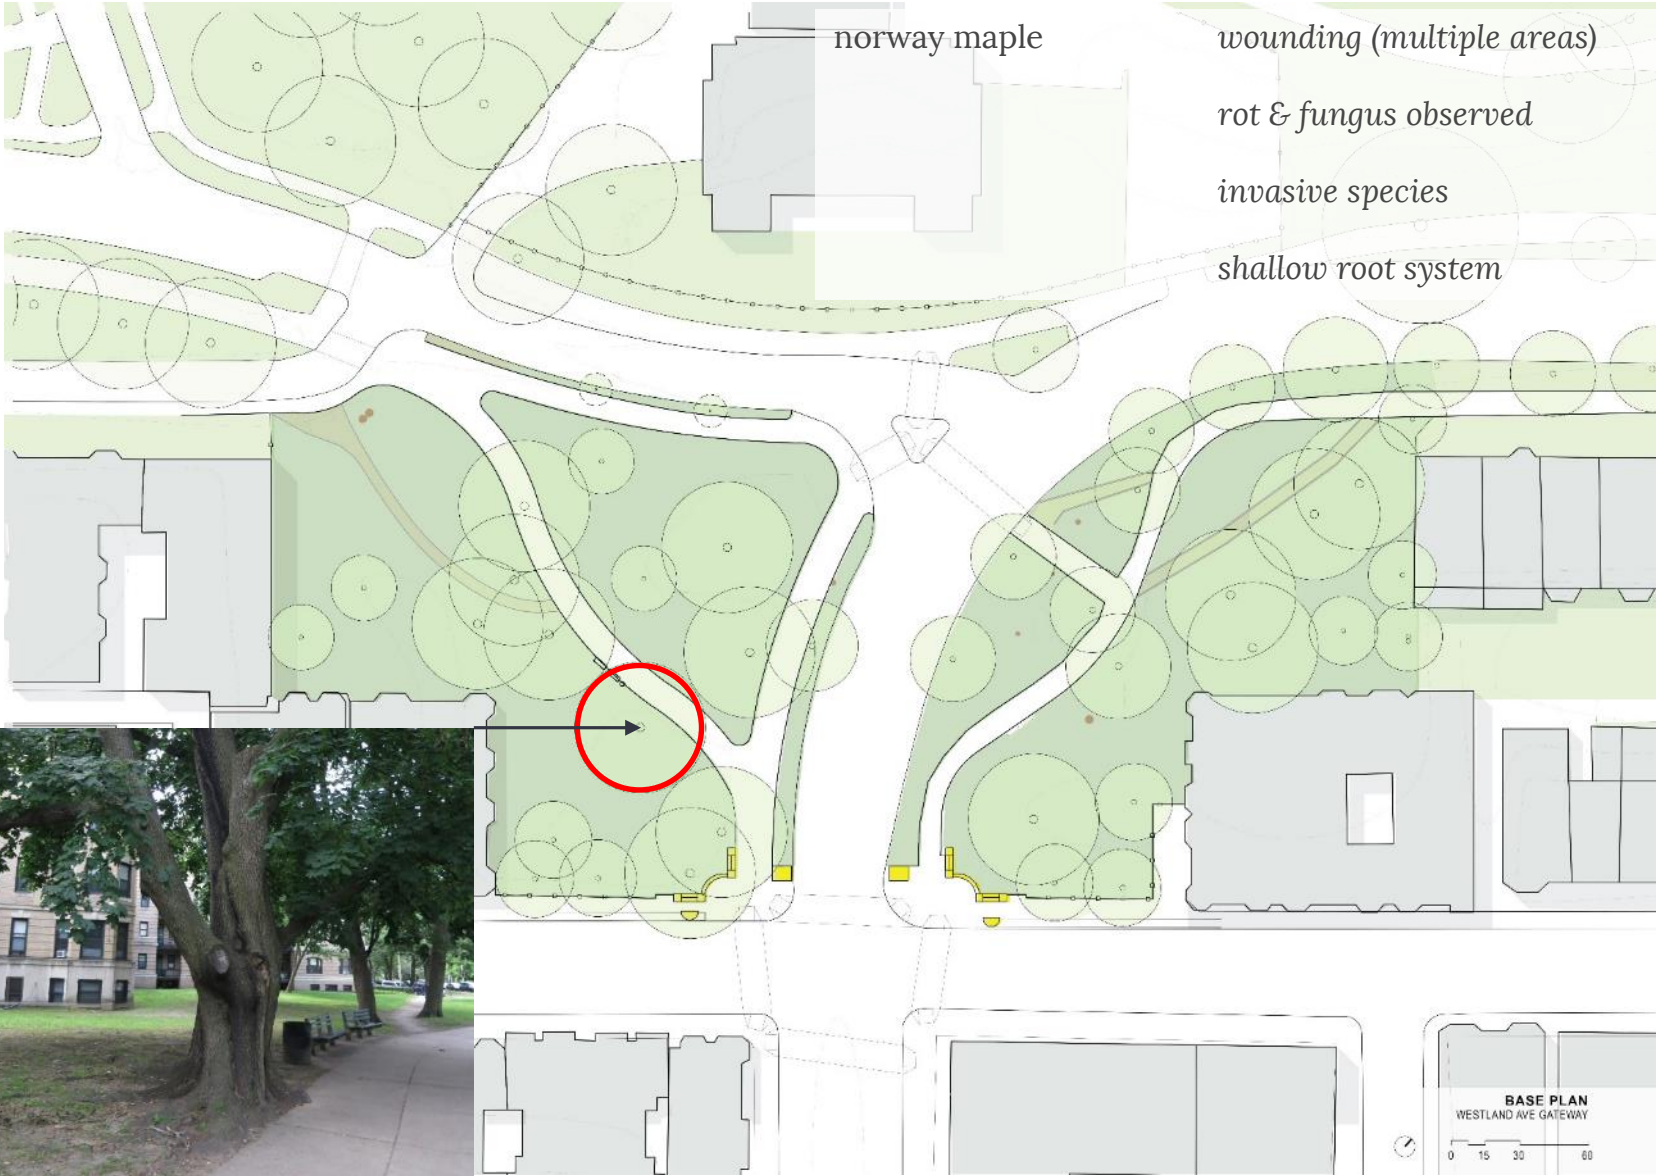 norway maple
wounding (multiple areas)
rot & fungus observed
invasive species
shallow root system
BASE PLAN
WESTLAND AVE GATEWAY
0 15 30 60